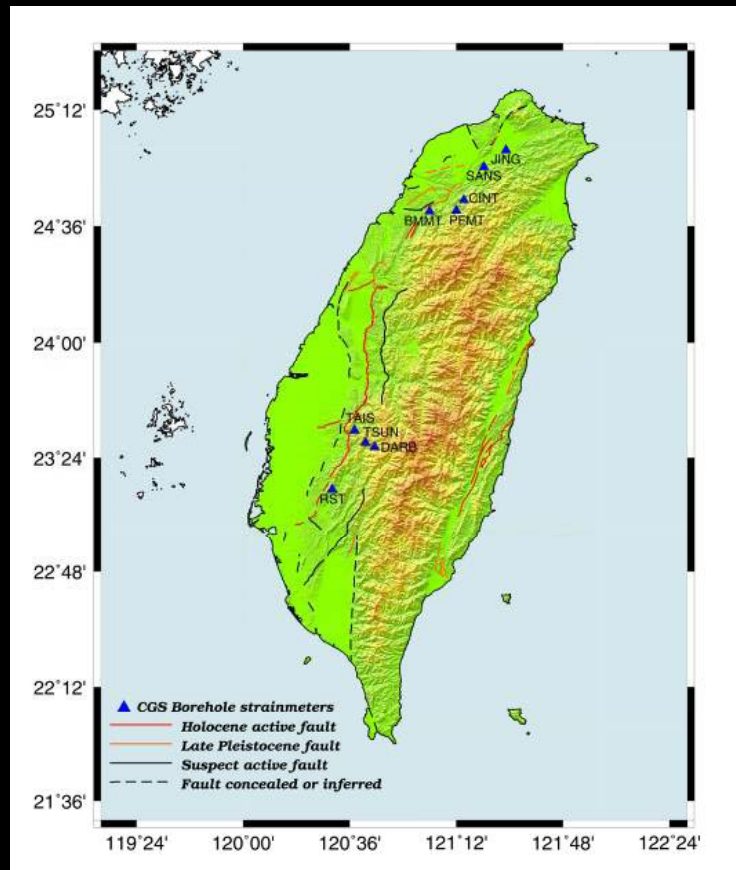 25°12'
24°36'
24°00'
23°24'
22°48'
22°12'
21°36'
JING
SANS
CINT
BMMT PEMT
TAIS
TSUN
DARB
RST
CGS Borehole strainmeters
Holocene active fault
Late Pleistocene fault
Suspect active fault
Fault concealed or inferred
119°24' 120°00' 120°36' 121°12' 121°48' 122°24'